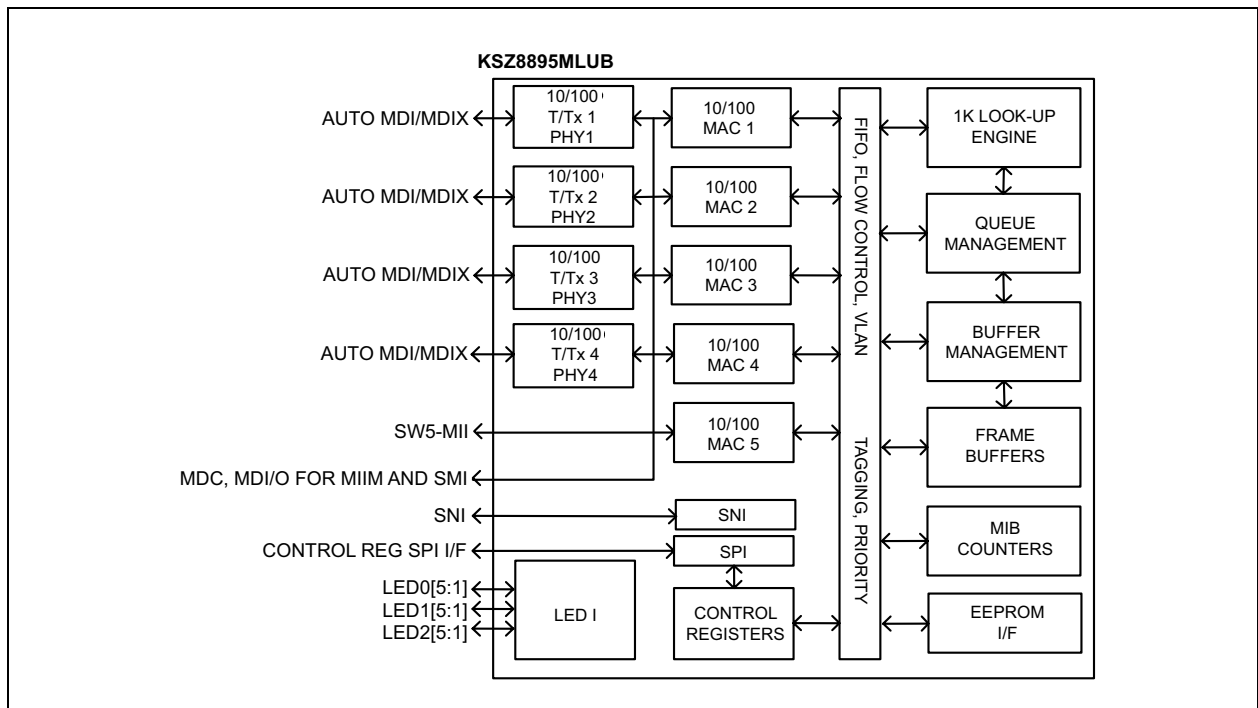 KSZ8895MLUB
AUTO MDI/MDIX
10/100
T/Tx 1
PHY1
10/100
MAC 1
1K LOOK-UP
ENGINE
AUTO MDI/MDIX
10/100
T/Tx 2
PHY2
10/100
MAC 2
QUEUE
MANAGEMENT
AUTO MDI/MDIX
10/100
T/Tx 3
PHY3
10/100
MAC 3
AUTO MDI/MDIX
10/100
T/Tx 4
PHY4
10/100
MAC 4
BUFFER
MANAGEMENT
FIFO, FLOW CONTROL, VLAN TAGGING, PRIORITY
SW5-MII
10/100
MAC 5
FRAME
BUFFERS
MDC, MDI/O FOR MIIM AND SMI
SNI
SNI
MIB
COUNTERS
CONTROL REG SPI I/F
SPI
LED0[5:1]
LED1[5:1]
LED2[5:1]
LED I
CONTROL
REGISTERS
EEPROM
I/F